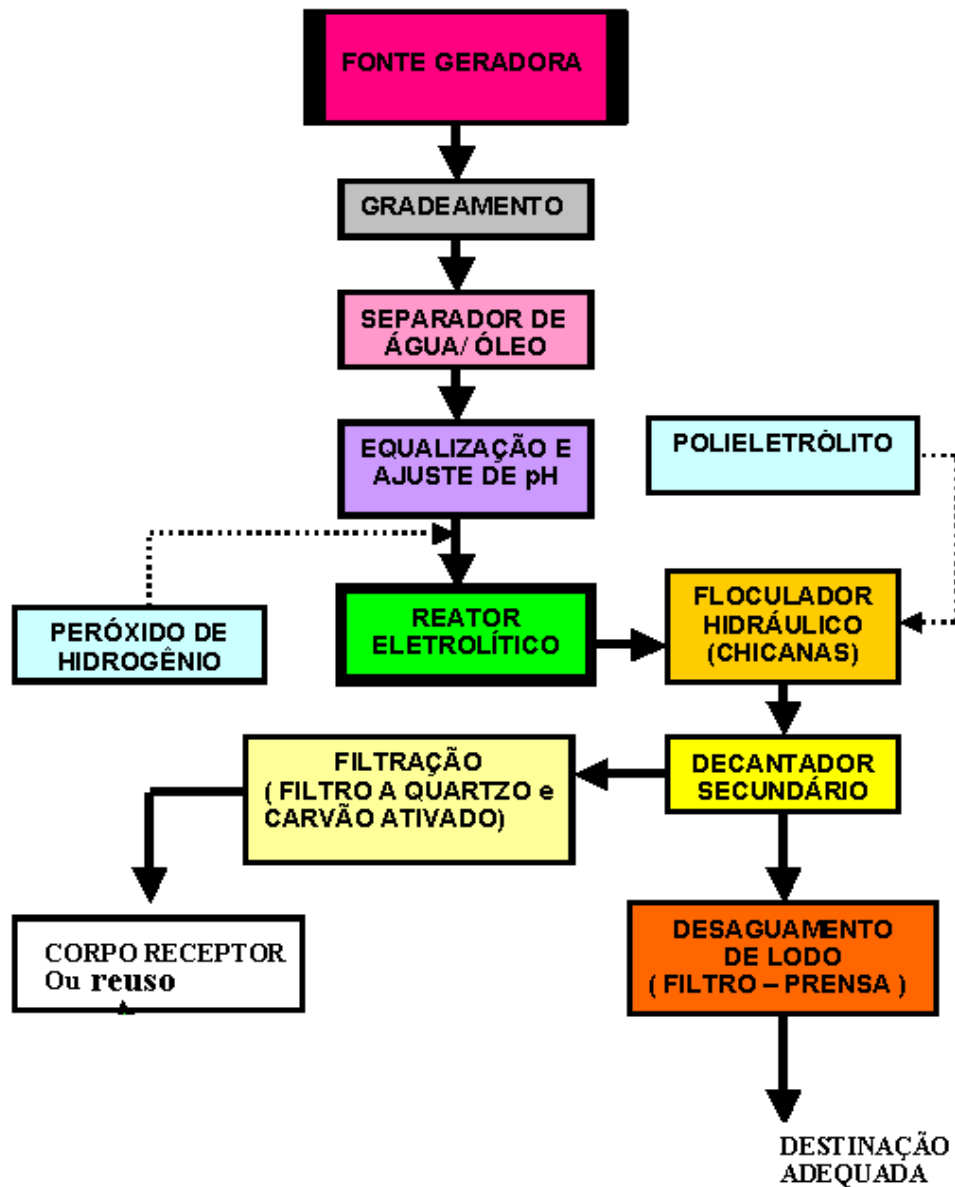 FONTE GERADORA
GRADEAMENTO
SEPARADOR DE
ÁGUA/ ÓLEO
EQUALIZAÇÃO E
AJUSTE DE pH
POLIELETRÓLITO
PERÓXIDO DE
HIDROGÊNIO
REATOR
ELETROLÍTICO
FLOCULADOR
HIDRÁULICO
(CHICANAS)
FILTRAÇÃO
( FILTRO A QUARTZO e
CARVÃO ATIVADO)
DECANTADOR
SECUNDÁRIO
CORPO RECEPTOR
Ou reuso
DESAGUAMENTO
DE LODO
( FILTRO – PRENSA )
DESTINAÇÃO
ADEQUADA